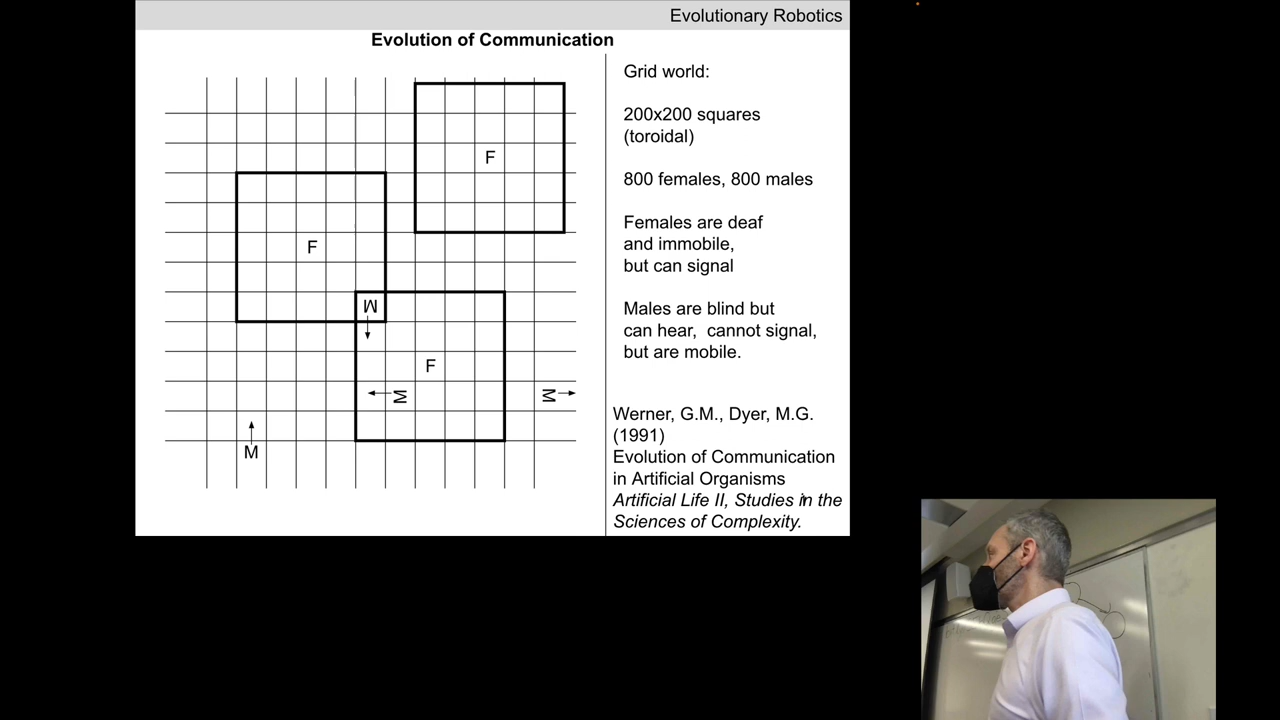 Evolutionary Robotics
Evolution of Communication
F
F
M
F
M
M
M
Grid world:
200x200 squares
(toroidal)
800 females, 800 males
Females are deaf
and immobile,
but can signal
Males are blind but
can hear, cannot signal,
but are mobile.
Werner, G.M., Dyer, M.G.
(1991)
Evolution of Communication
in Artificial Organisms
Artificial Life II, Studies in the
Sciences of Complexity.